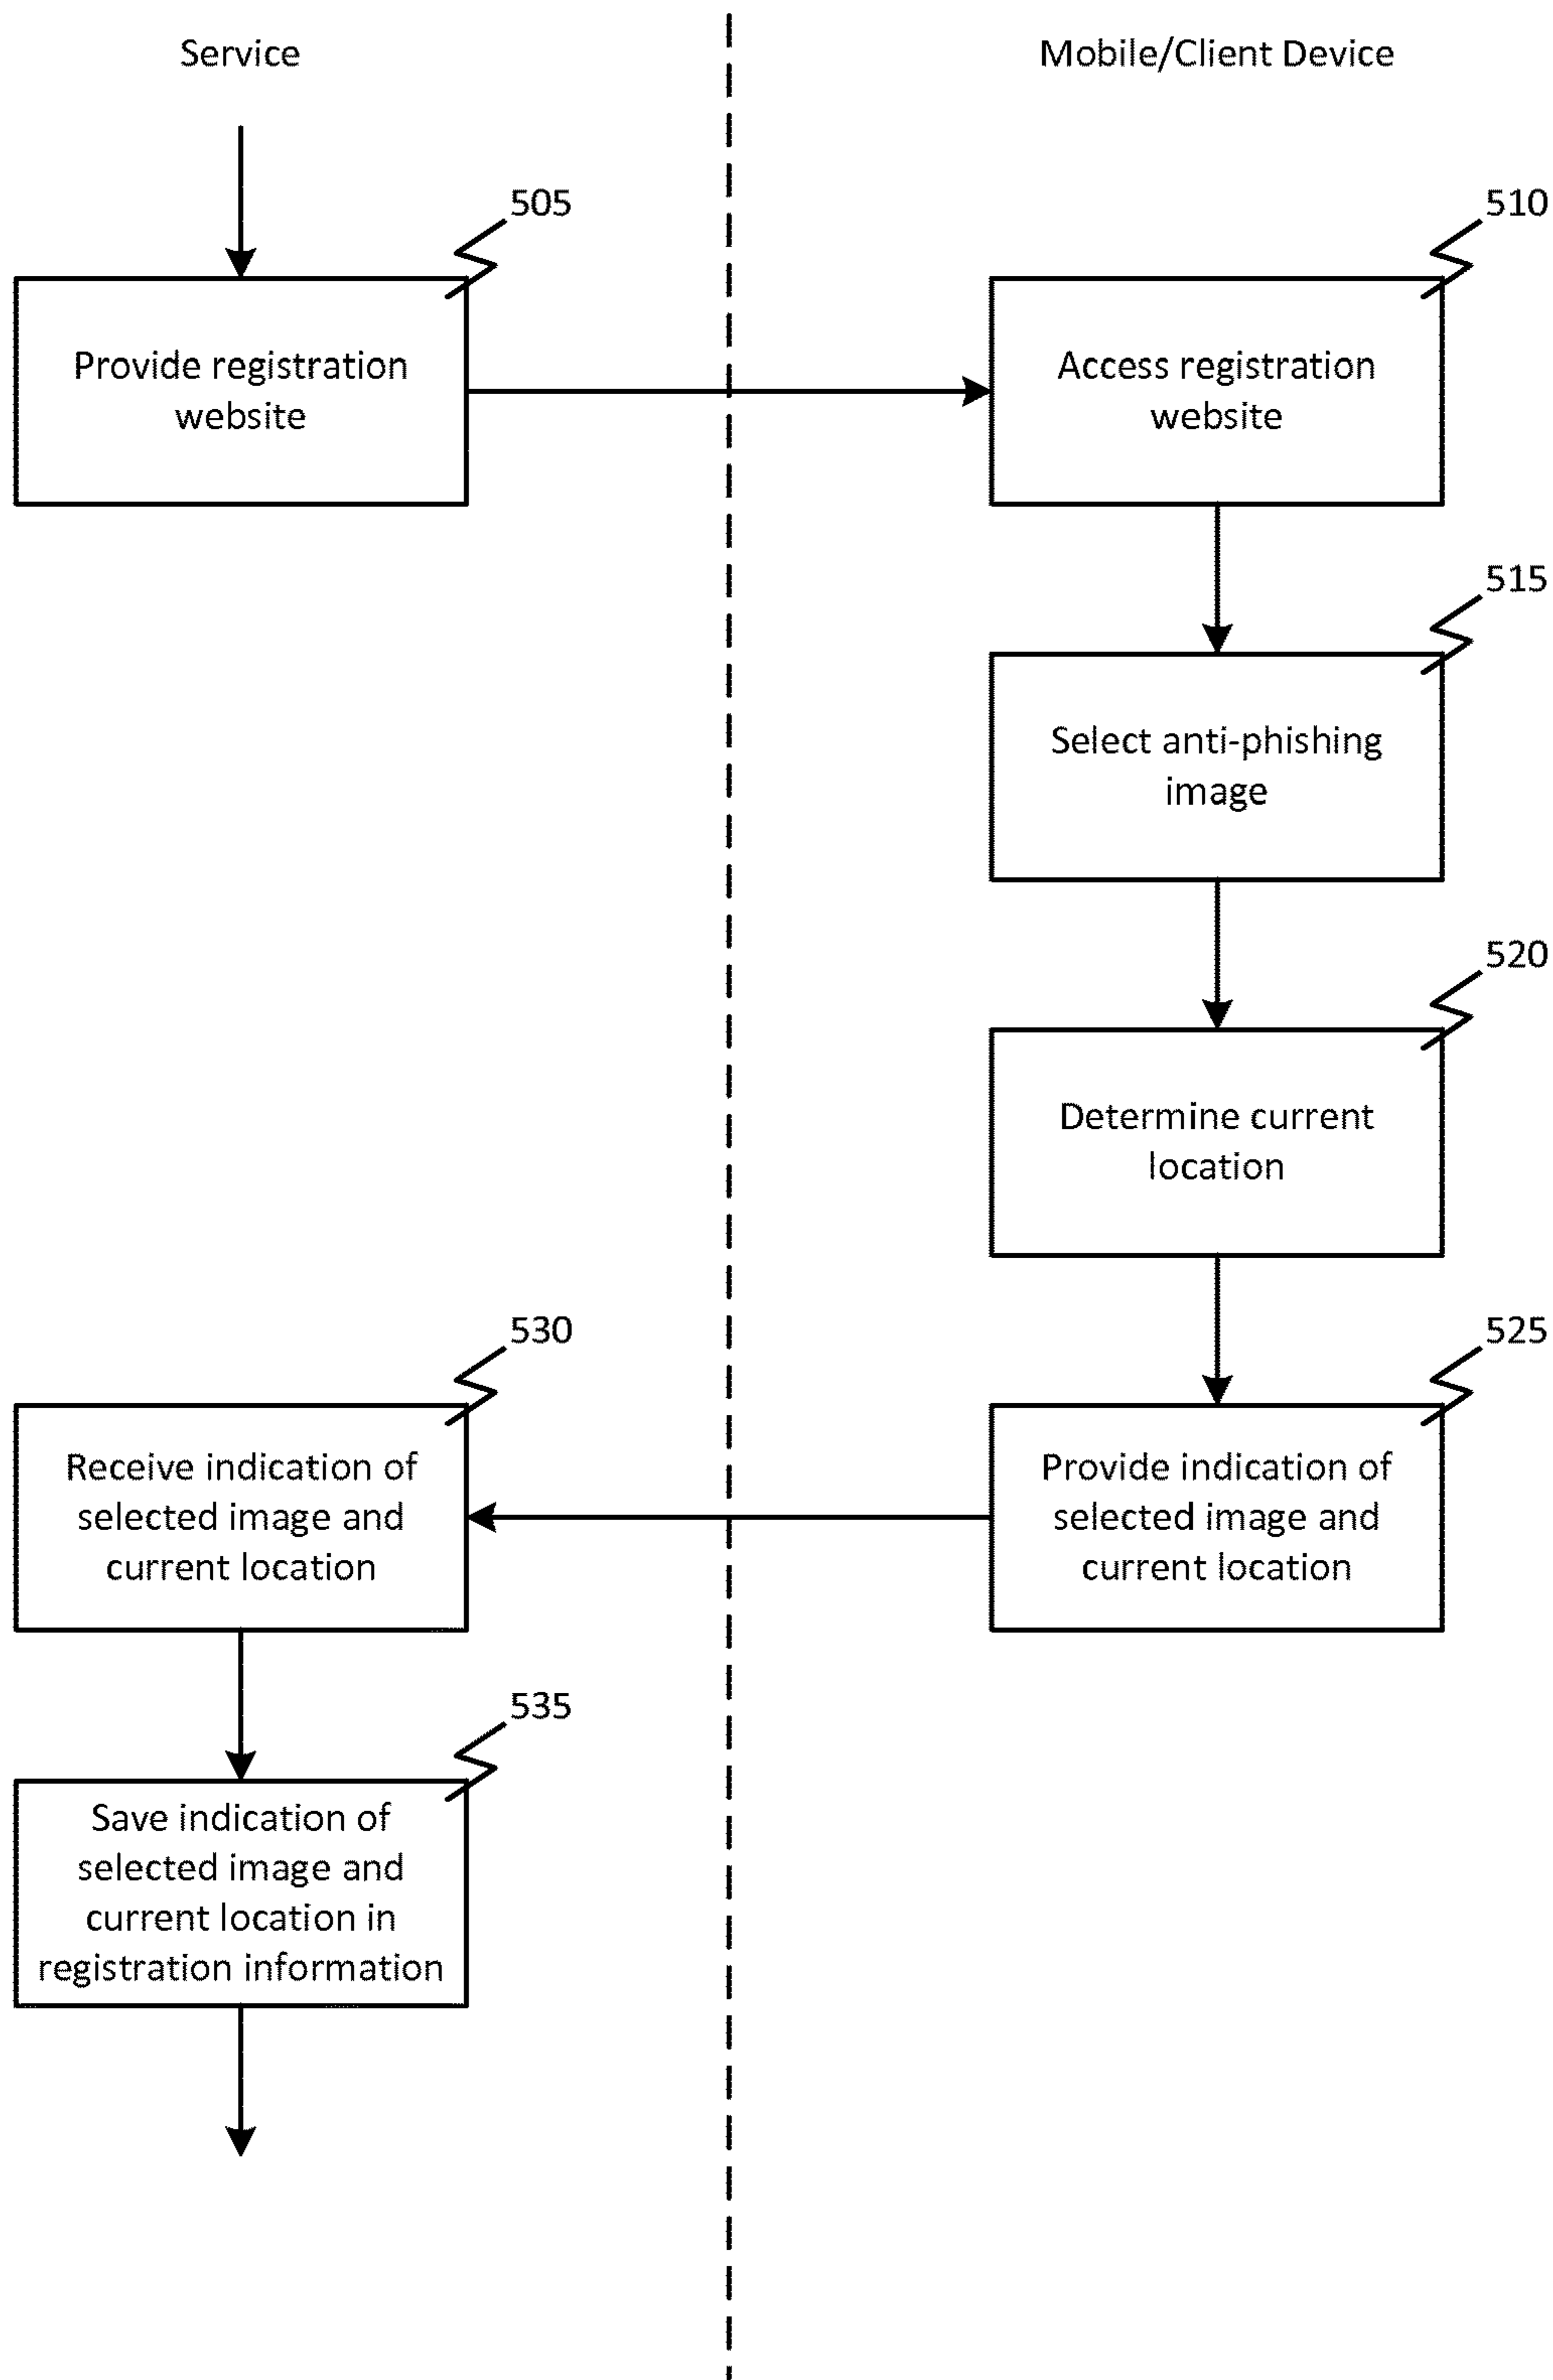 Service
Mobile/Client Device
505
510
Provide registration
website
Access registration
website
515
Select anti-phishing
image
520
Determine current
location
530
525
Receive indication of
selected image and
current location
Provide indication of
selected image and
current location
535
Save indication of
selected image and
current location in
registration information